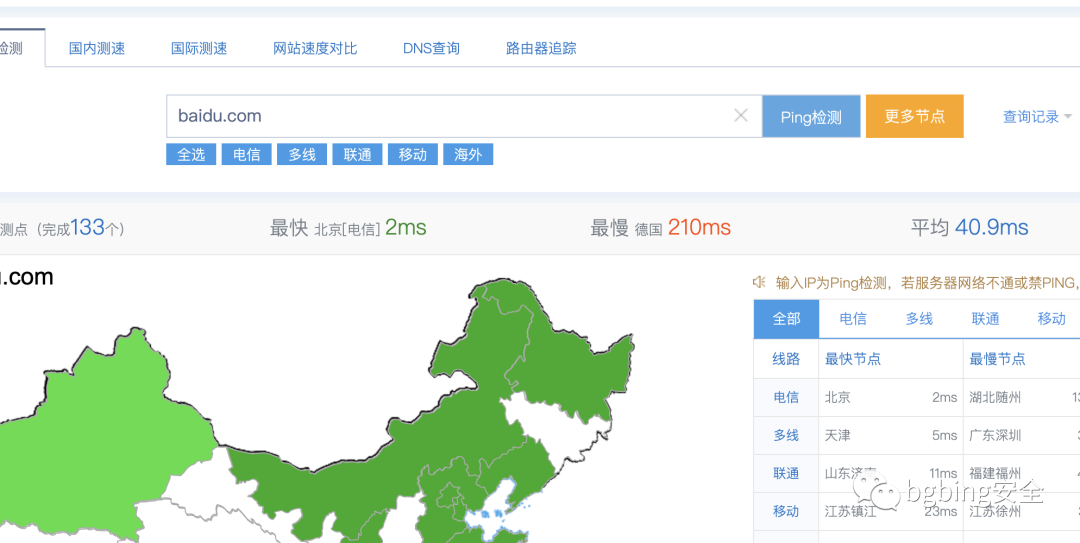 检测 国内测速 国际测速 网站速度对比 DNS查询 路由器追踪
baidu.com Ping检测 更多节点 查询记录
全选 电信 多线 联通 移动 海外
测点（完成133个） 最快 北京[电信] 2ms 最慢 德国 210ms 平均 40.9ms
.com
输入IP为Ping检测，若服务器网络不通或禁PING,
全部 电信 多线 联通 移动
线路 最快节点 最慢节点
电信 北京 2ms 湖北随州
多线 天津 5ms 广东深圳
联通 山东济南 11ms 福建福州
移动 江苏镇江 23ms 江苏徐州
bgbing安全